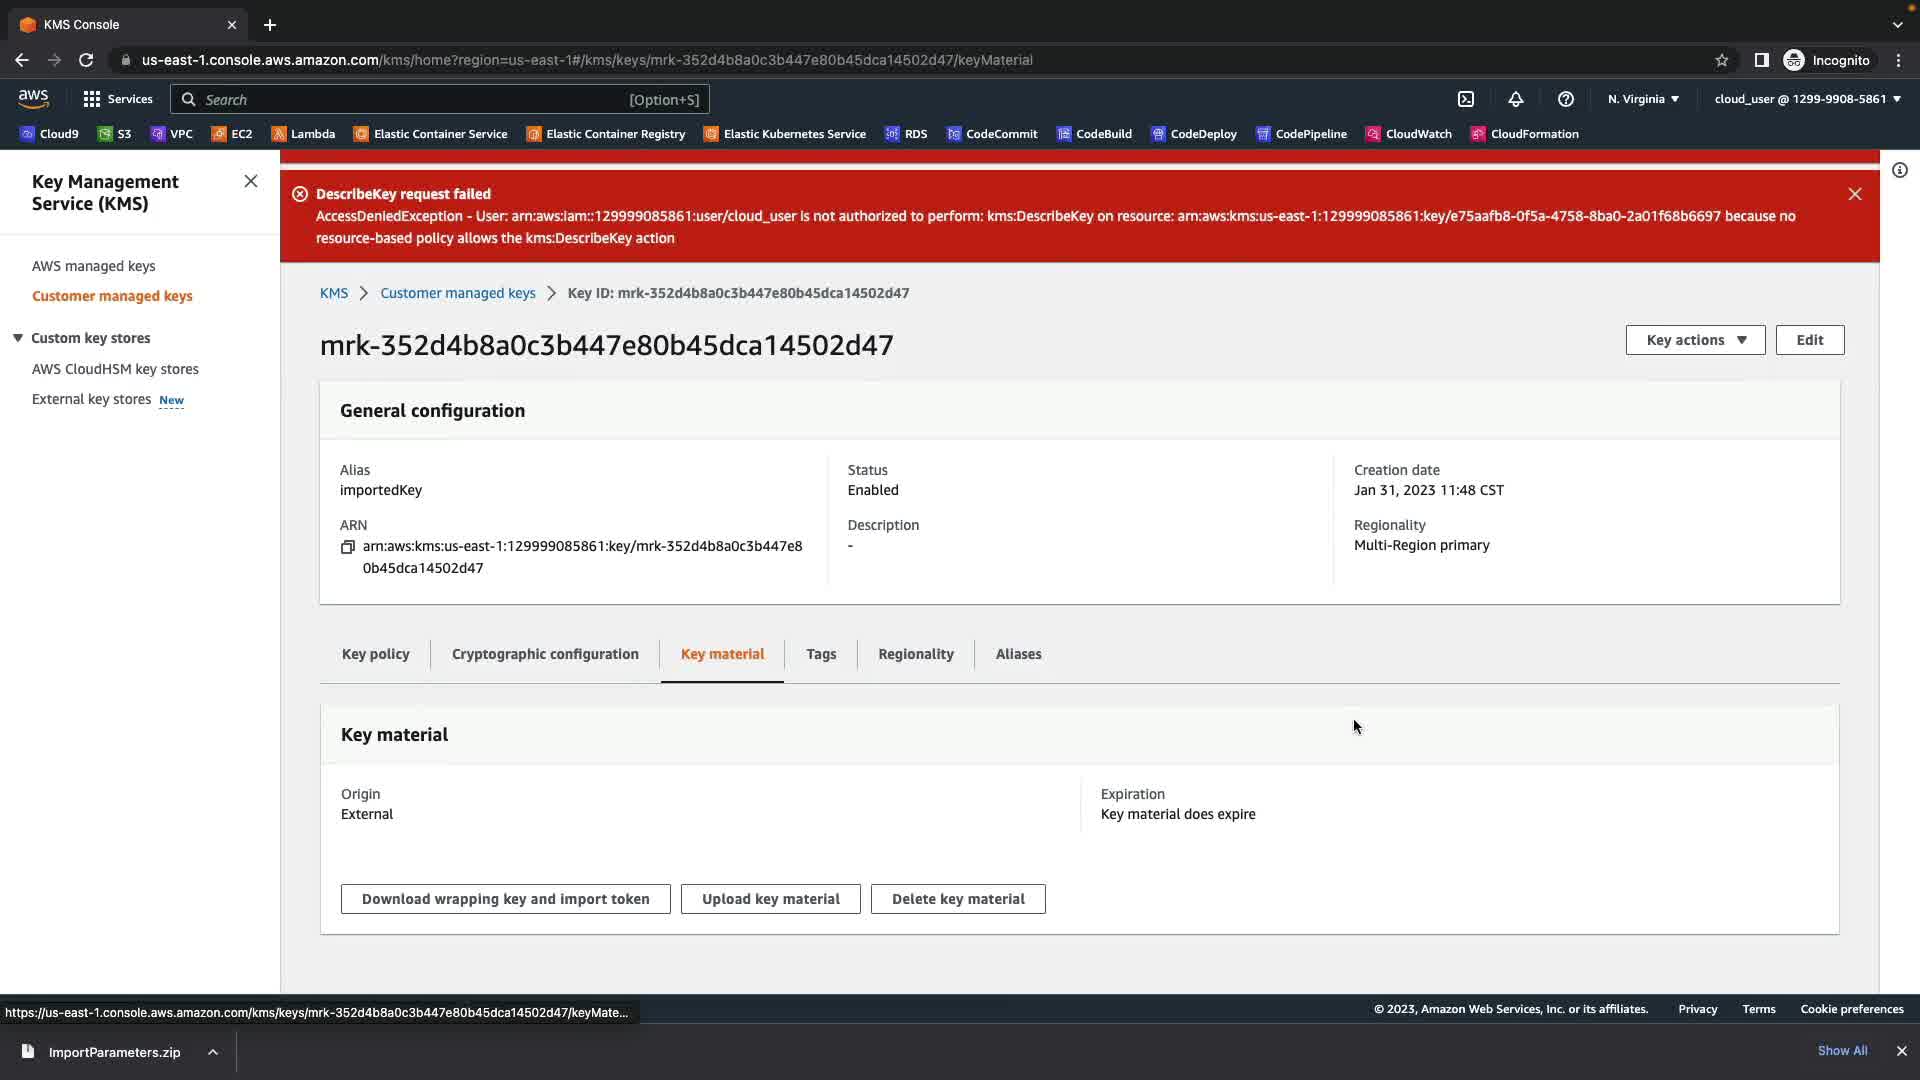 KMS Console
us-east-1.console.aws.amazon.com/kms/home?region=us-east-1#/kms/keys/mrk-352d4b8a0c3b447e80b45dca14502d47/keyMaterial
Incognito
aws
Services
Search
[Option+S]
N. Virginia
cloud_user @ 1299-9908-5861
Cloud9
S3
VPC
EC2
Lambda
Elastic Container Service
Elastic Container Registry
Elastic Kubernetes Service
RDS
CodeCommit
CodeBuild
CodeDeploy
CodePipeline
CloudWatch
CloudFormation
Key Management
Service (KMS)
AWS managed keys
Customer managed keys
Custom key stores
AWS CloudHSM key stores
External key stores New
DescribeKey request failed
AccessDeniedException - User: arn:aws:iam::129999085861:user/cloud_user is not authorized to perform: kms:DescribeKey on resource: arn:aws:kms:us-east-1:129999085861:key/e75aafb8-0f5a-4758-8ba0-2a01f68b6697 because no
resource-based policy allows the kms:DescribeKey action
KMS
Customer managed keys
Key ID: mrk-352d4b8a0c3b447e80b45dca14502d47
mrk-352d4b8a0c3b447e80b45dca14502d47
Key actions
Edit
General configuration
Alias
importedKey
ARN
arn:aws:kms:us-east-1:129999085861:key/mrk-352d4b8a0c3b447e8
0b45dca14502d47
Status
Enabled
Description
-
Creation date
Jan 31, 2023 11:48 CST
Regionality
Multi-Region primary
Key policy
Cryptographic configuration
Key material
Tags
Regionality
Aliases
Key material
Origin
External
Expiration
Key material does expire
Download wrapping key and import token
Upload key material
Delete key material
https://us-east-1.console.aws.amazon.com/kms/keys/mrk-352d4b8a0c3b447e80b45dca14502d47/keyMate...
© 2023, Amazon Web Services, Inc. or its affiliates.
Privacy
Terms
Cookie preferences
ImportParameters.zip
Show All